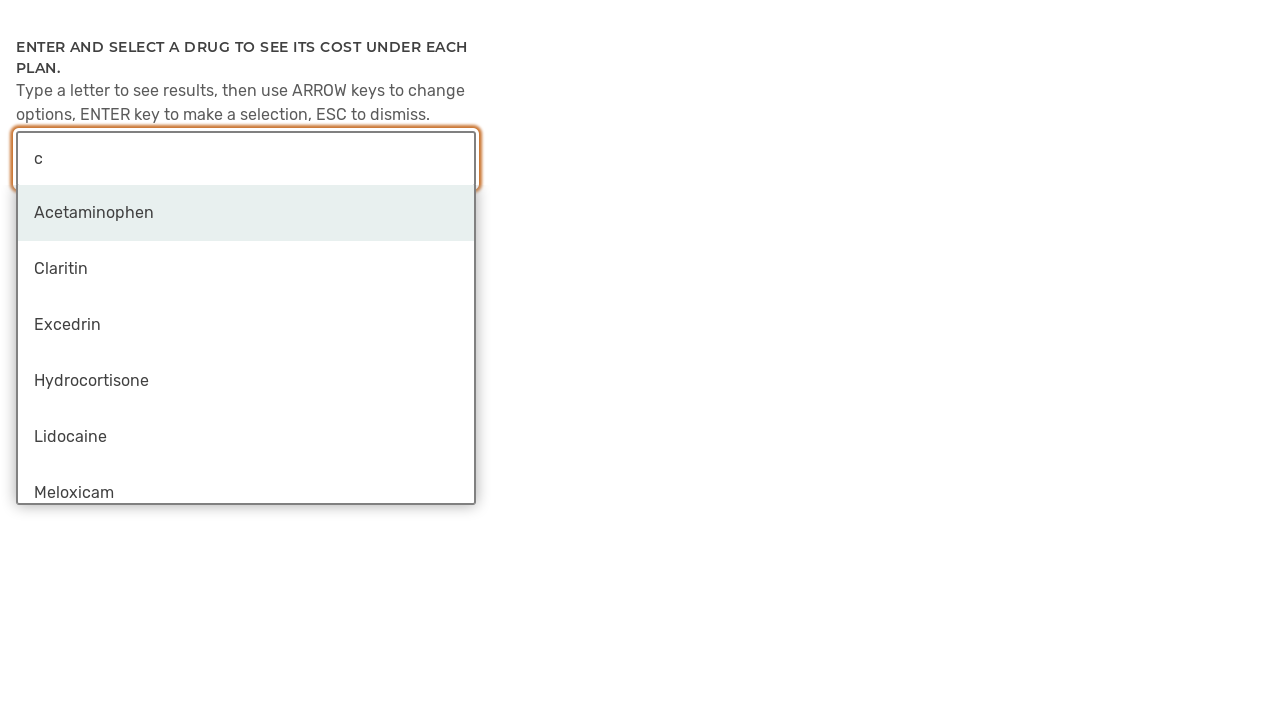 ENTER AND SELECT A DRUG TO SEE ITS COST UNDER EACH
PLAN.
Type a letter to see results, then use ARROW keys to change
options, ENTER key to make a selection, ESC to dismiss.
c
Acetaminophen
Claritin
Excedrin
Hydrocortisone
Lidocaine
Meloxicam